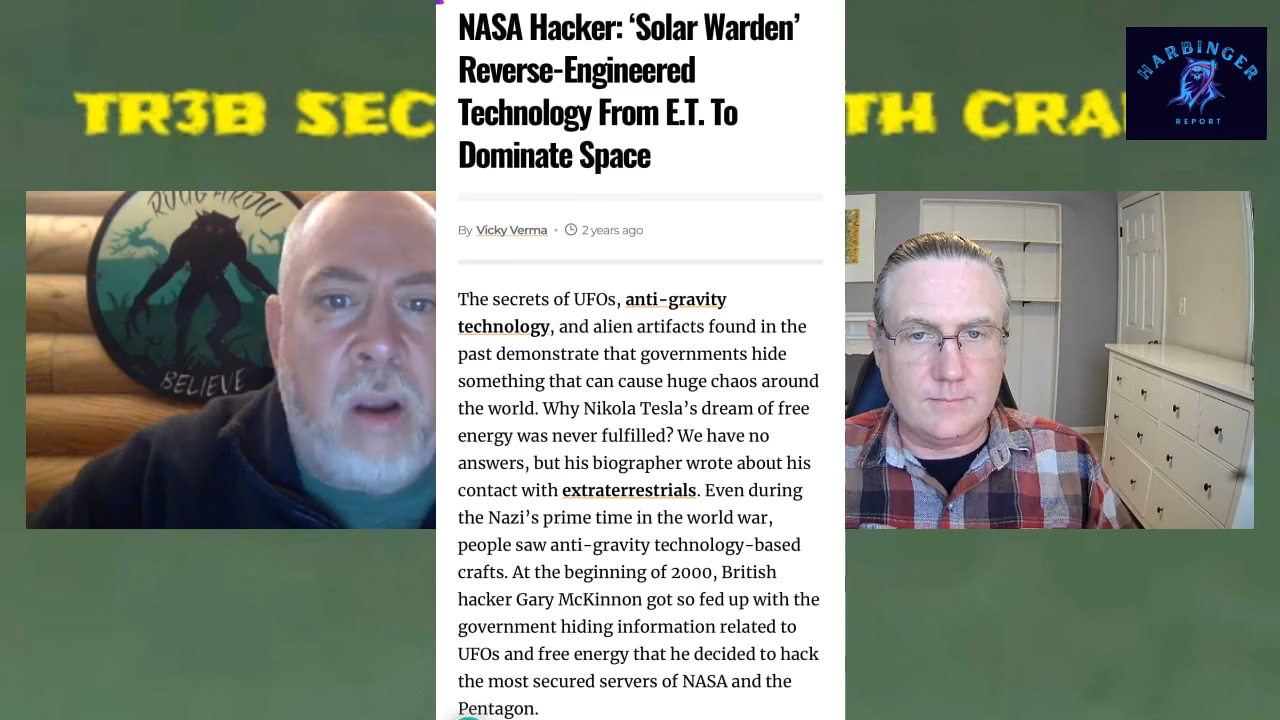 NASA Hacker: ‘Solar Warden’
Reverse-Engineered
Technology From E.T. To
Dominate Space
By Vicky Verma • 2 years ago
The secrets of UFOs, anti-gravity
technology, and alien artifacts found in the
past demonstrate that governments hide
something that can cause huge chaos around
the world. Why Nikola Tesla’s dream of free
energy was never fulfilled? We have no
answers, but his biographer wrote about his
contact with extraterrestrials. Even during
the Nazi’s prime time in the world war,
people saw anti-gravity technology-based
crafts. At the beginning of 2000, British
hacker Gary McKinnon got so fed up with the
government hiding information related to
UFOs and free energy that he decided to hack
the most secured servers of NASA and the
Pentagon.
TR3B SEC
TH CRA
HARBINGER
REPORT
ROUGAROU
BELIEVE